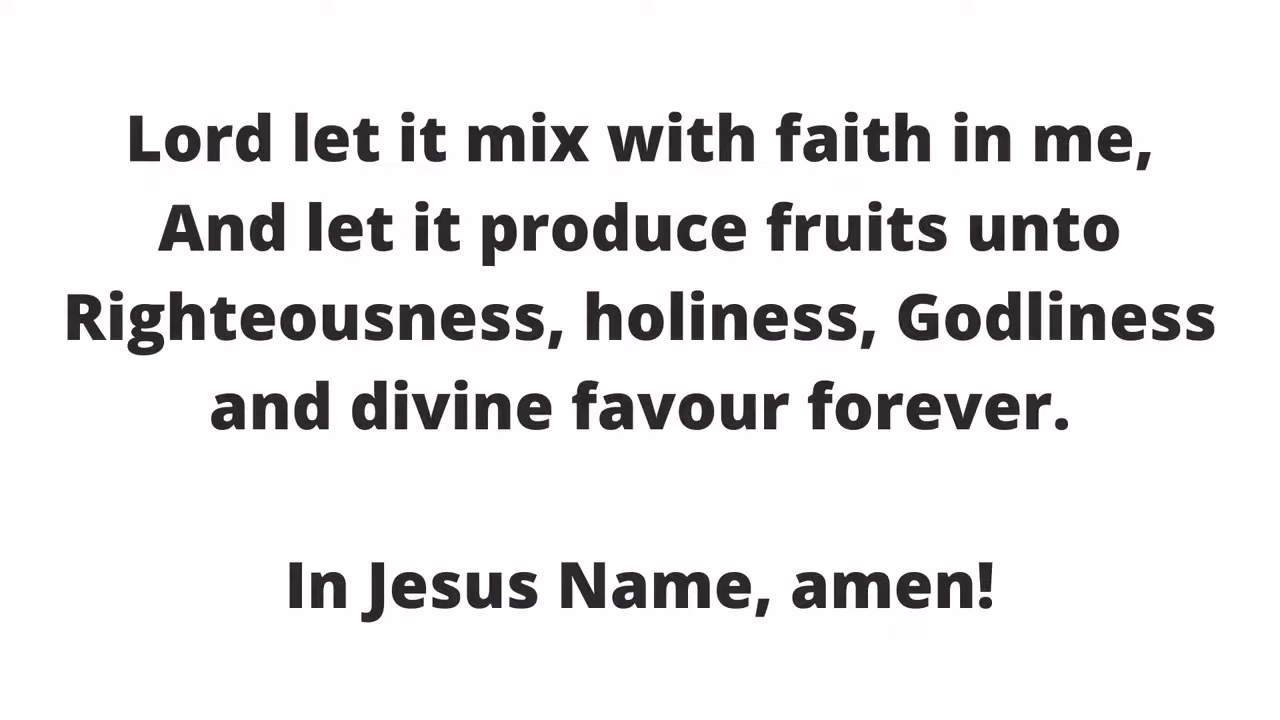 Lord let it mix with faith in me,
And let it produce fruits unto
Righteousness, holiness, Godliness
and divine favour forever.
In Jesus Name, amen!